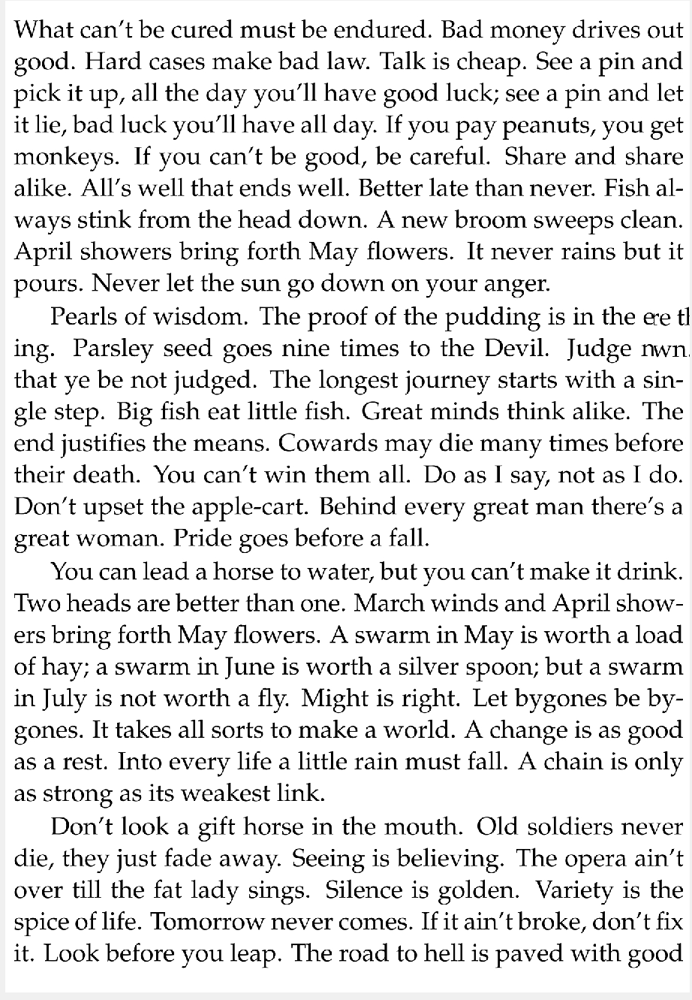 What can't be cured must be endured. Bad money drives out
good. Hard cases make bad law. Talk is cheap. See a pin and
pick it up, all the day you'll have good luck; see a pin and let
it lie, bad luck you'll have all day. If you pay peanuts, you get
monkeys. If you can't be good, be careful. Share and share
alike. All's well that ends well. Better late than never. Fish al-
ways stink from the head down. A new broom sweeps clean.
April showers bring forth May flowers. It never rains but it
pours. Never let the sun go down on your anger.
Pearls of wisdom. The proof of the pudding is in the
ing. Parsley seed goes nine times to the Devil. Judge
that ye be not judged. The longest journey starts with a sin-
gle step. Big fish eat little fish. Great minds think alike. The
end justifies the means. Cowards may die many times before
their death. You can't win them all. Do as I say, not as I do.
Don't upset the apple-cart. Behind every great man there's a
great woman. Pride goes before a fall.
You can lead a horse to water, but you can't make it drink.
Two heads are better than one. March winds and April show-
ers bring forth May flowers. A swarm in May is worth a load
of hay; a swarm in June is worth a silver spoon; but a swarm
in July is not worth a fly. Might is right. Let bygones be by-
gones. It takes all sorts to make a world. A change is as good
as a rest. Into every life a little rain must fall. A chain is only
as strong as its weakest link.
Don't look a gift horse in the mouth. Old soldiers never
die, they just fade away. Seeing is believing. The opera ain't
over till the fat lady sings. Silence is golden. Variety is the
spice of life. Tomorrow never comes. If it ain't broke, don't fix
it. Look before you leap. The road to hell is paved with good